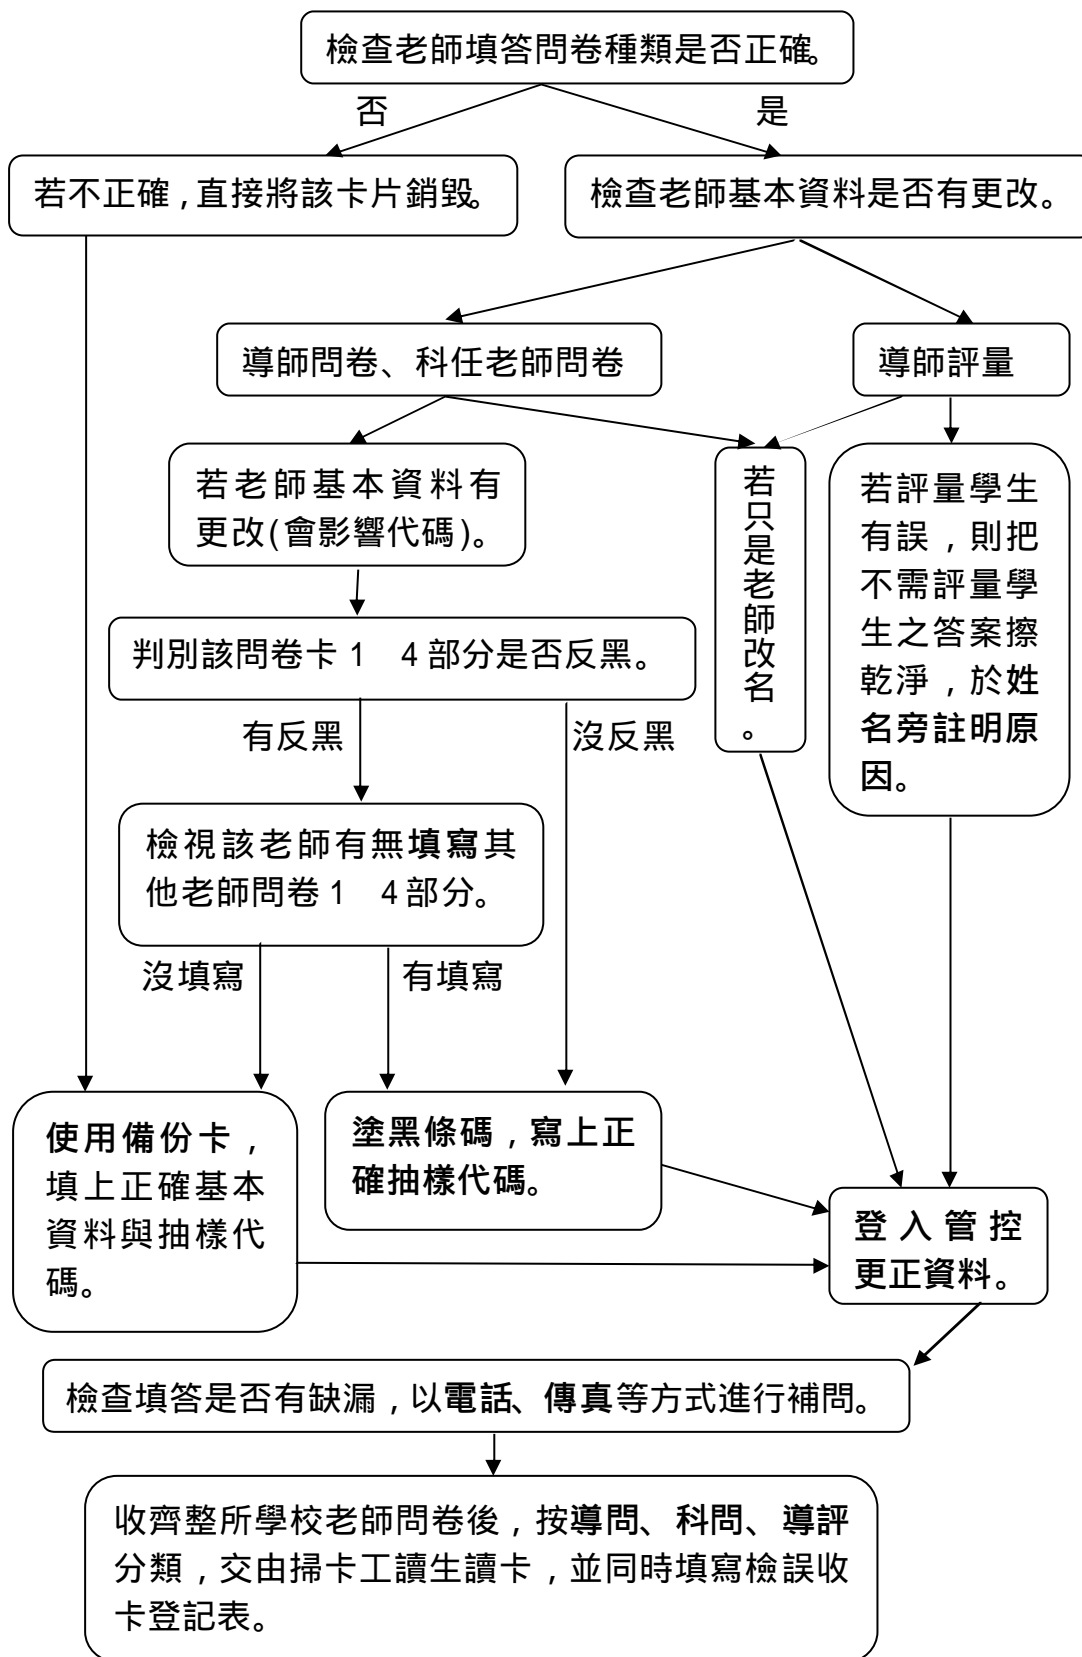 檢查老師填答問卷種類是否正確。
否
是
若不正確，直接將該卡片銷毀。
檢查老師基本資料是否有更改。
導師問卷、科任老師問卷
導師評量
若老師基本資料有
更改(會影響代碼)。
若只是老師改名。
若評量學生
有誤，則把
不需評量學
生之答案擦
乾淨，於姓
名旁註明原
因。
判別該問卷卡 1 4 部分是否反黑。
有反黑
沒反黑
檢視該老師有無填寫其
他老師問卷 1 4 部分。
沒填寫
有填寫
使用備份卡，
填上正確基本
資料與抽樣代
碼。
塗黑條碼，寫上正
確抽樣代碼。
登入管控
更正資料。
檢查填答是否有缺漏，以電話、傳真等方式進行補問。
收齊整所學校老師問卷後，按導問、科問、導評
分類，交由掃卡工讀生讀卡，並同時填寫檢誤收
卡登記表。